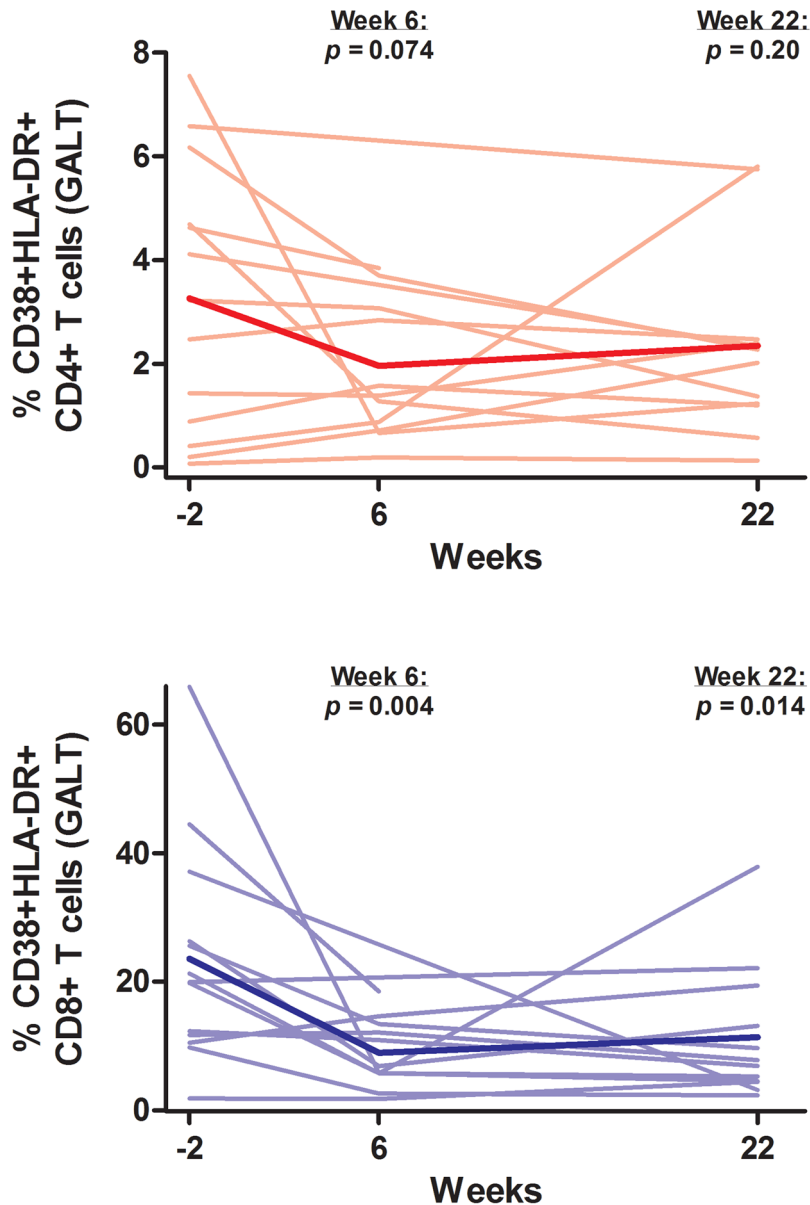 Week 6:
p = 0.074
Week 22:
p = 0.20
% CD38+HLA-DR+
CD4+ T cells (GALT)
8
6
4
2
0
-2
6
22
Weeks
Week 6:
p = 0.004
Week 22:
p = 0.014
% CD38+HLA-DR+
CD8+ T cells (GALT)
60
40
20
0
-2
6
22
Weeks